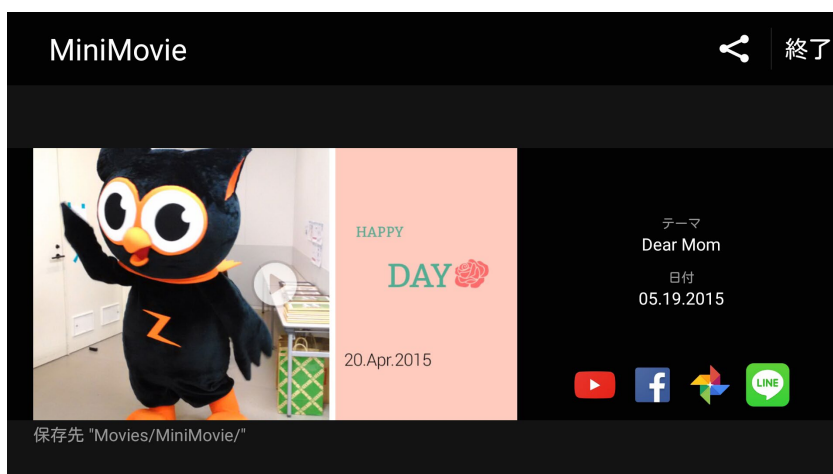 MiniMovie
終了
HAPPY
DAY
20.Apr.2015
テーマ
Dear Mom
日付
05.19.2015
LINE
保存先 "Movies/MiniMovie/"